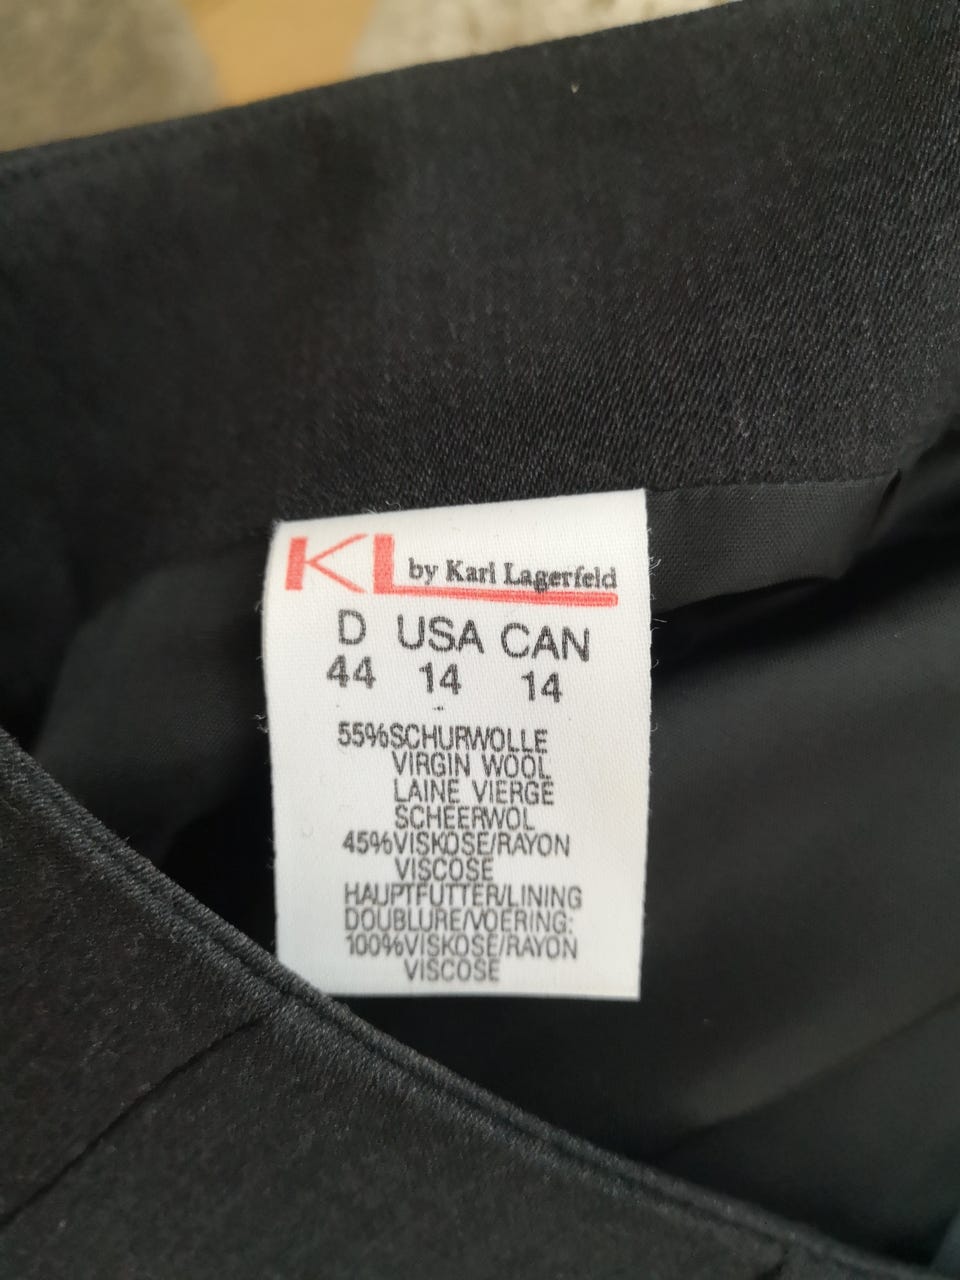 KL by Karl Lagerfeld
D USA CAN
44 14 14
55%SCHURWOLLE
VIRGIN WOOL
LAINE VIERGE
SCHEERWOL
45%VISKOSE/RAYON
VISCOSE
HAUPTFUTTER/LINING
DOUBLURE/VOERING:
100%VISKOSE/RAYON
VISCOSE